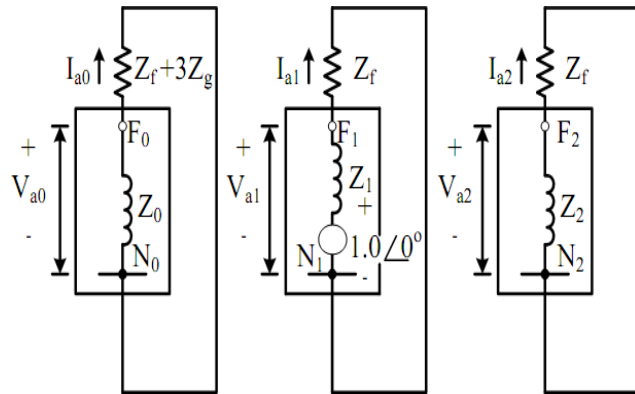 Ia0 Zf+3Zg
+ F0
Va0 Z0
- N0
Ia1 Zf
+ F1
Va1 Z1
+
N1 1.0∠0º
- -
Ia2 Zf
+ F2
Va2 Z2
- N2